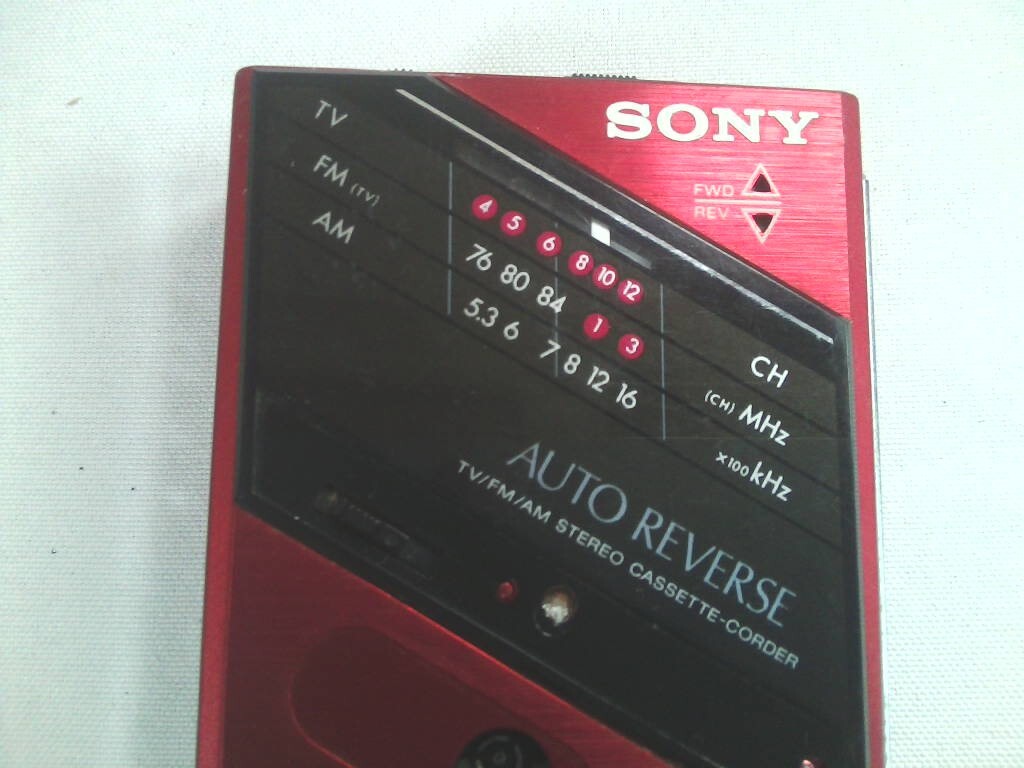 SONY
FWD
REV
TV 4 5 6 8 10 12 CH
FM (TV) 76 80 84 1 3 (CH) MHz
AM 5.3 6 7 8 12 16 x100 kHz
AUTO REVERSE
TV/FM/AM STEREO CASSETTE-CORDER